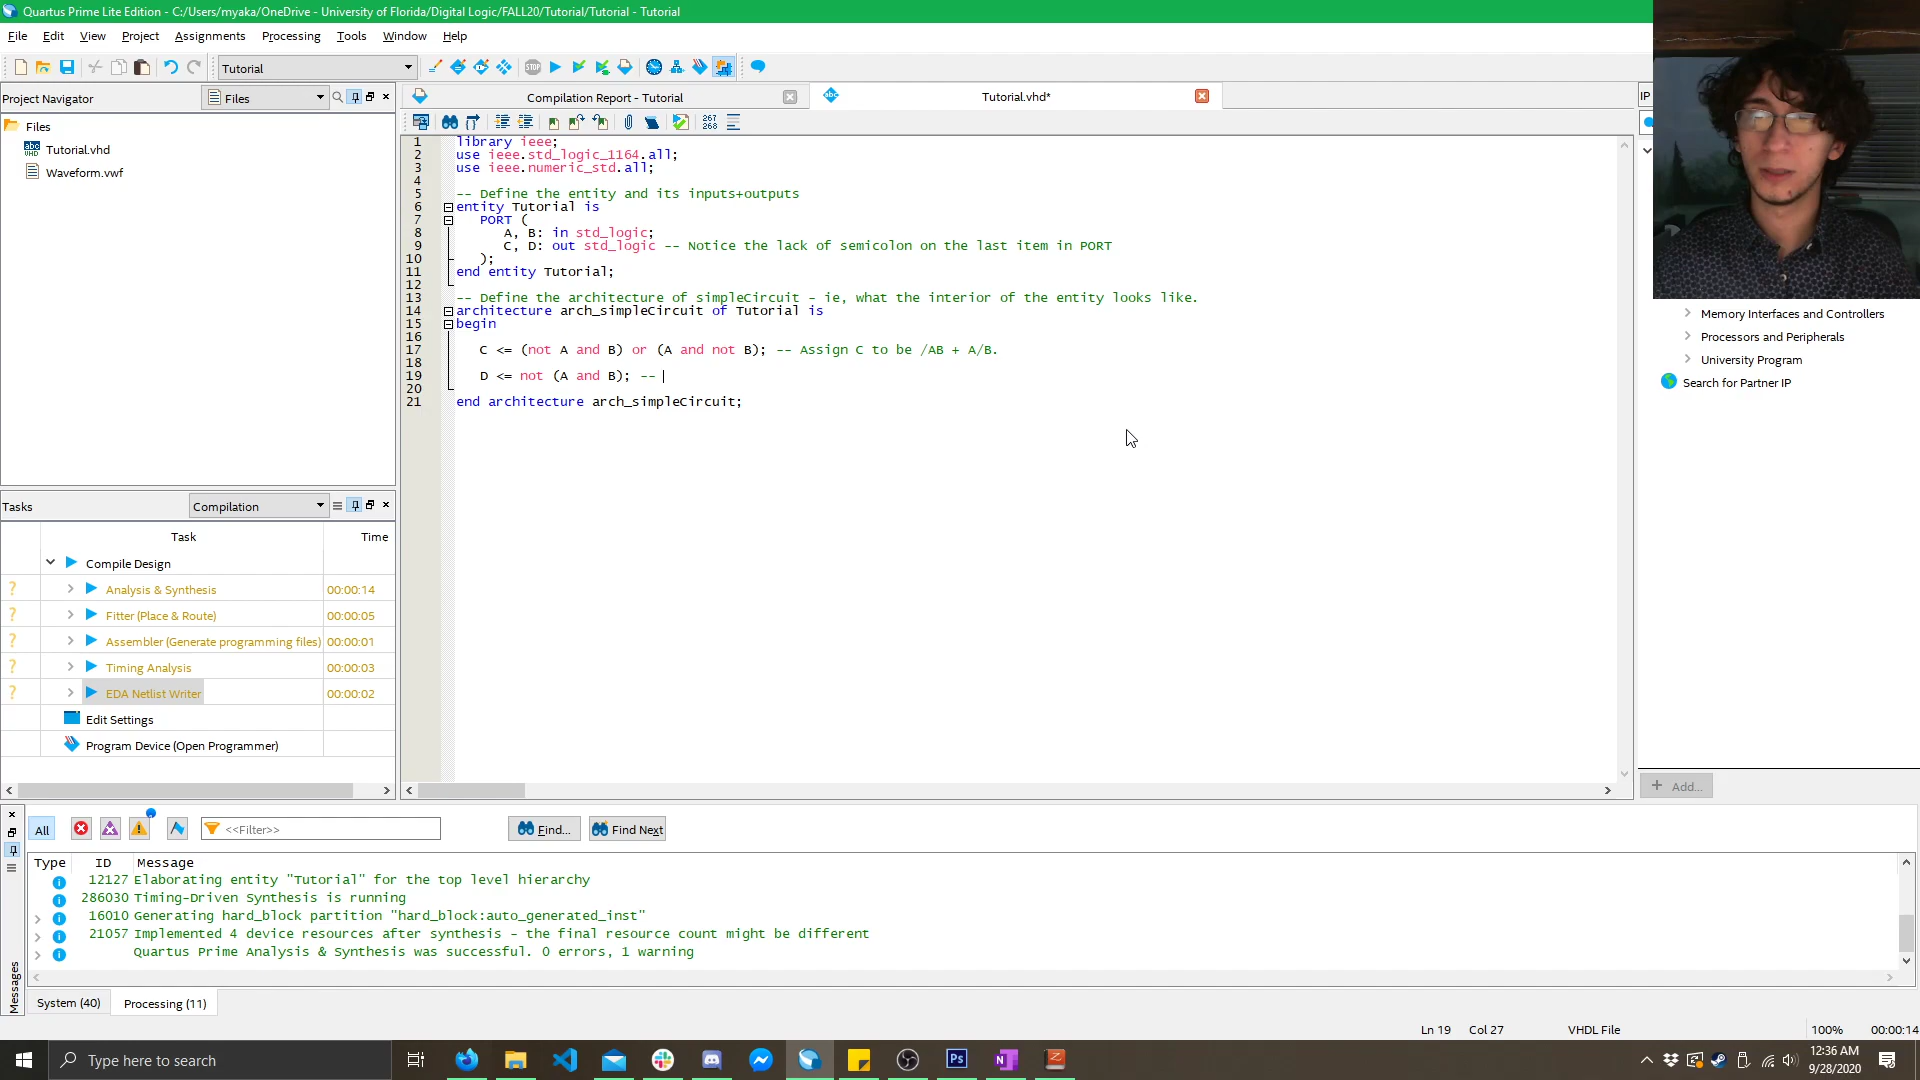 Quartus Prime Lite Edition - C:/Users/myaka/OneDrive - University of Florida/Digital Logic/FALL20/Tutorial/Tutorial - Tutorial
File Edit View Project Assignments Processing Tools Window Help
Tutorial
STOP
Project Navigator
Files
Compilation Report - Tutorial
Tutorial.vhd*
IP
Files
Tutorial.vhd
Waveform.vwf
267
268
1 library ieee;
2 use ieee.std_logic_1164.all;
3 use ieee.numeric_std.all;
4
5 -- Define the entity and its inputs+outputs
6 entity Tutorial is
7 PORT (
8 A, B: in std_logic;
9 C, D: out std_logic -- Notice the lack of semicolon on the last item in PORT
10 );
11 end entity Tutorial;
12
13 -- Define the architecture of simpleCircuit - ie, what the interior of the entity looks like.
14 architecture arch_simpleCircuit of Tutorial is
15 begin
16
17 C <= (not A and B) or (A and not B); -- Assign C to be /AB + A/B.
18
19 D <= not (A and B); --
20
21 end architecture arch_simpleCircuit;
Memory Interfaces and Controllers
Processors and Peripherals
University Program
Search for Partner IP
+ Add...
Tasks
Compilation
Task Time
Compile Design
? Analysis & Synthesis 00:00:14
? Fitter (Place & Route) 00:00:05
? Assembler (Generate programming files) 00:00:01
? Timing Analysis 00:00:03
? EDA Netlist Writer 00:00:02
Edit Settings
Program Device (Open Programmer)
All
<<Filter>>
Find...
Find Next
Type ID Message
12127 Elaborating entity "Tutorial" for the top level hierarchy
286030 Timing-Driven Synthesis is running
16010 Generating hard_block partition "hard_block:auto_generated_inst"
21057 Implemented 4 device resources after synthesis - the final resource count might be different
Quartus Prime Analysis & Synthesis was successful. 0 errors, 1 warning
Messages
System (40)
Processing (11)
Ln 19 Col 27 VHDL File 100% 00:00:14
Type here to search
Ps
N
Z
12:36 AM
9/28/2020